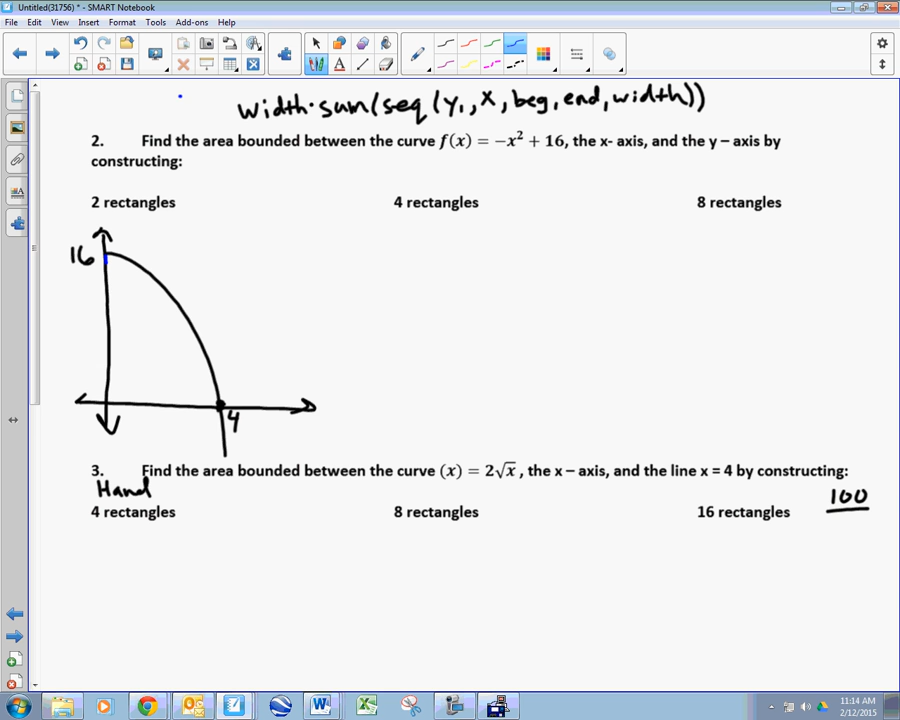 Untitled(31756) * - SMART Notebook
File Edit View Insert Format Tools Add-ons Help
width·sum(seq(y₁,x,beg,end,width))
2. Find the area bounded between the curve f(x) = −x² + 16, the x- axis, and the y – axis by
constructing:
2 rectangles 4 rectangles 8 rectangles
16
4
3. Find the area bounded between the curve (x) = 2√x , the x – axis, and the line x = 4 by constructing:
Hand
100
4 rectangles 8 rectangles 16 rectangles
11:14 AM
2/12/2015